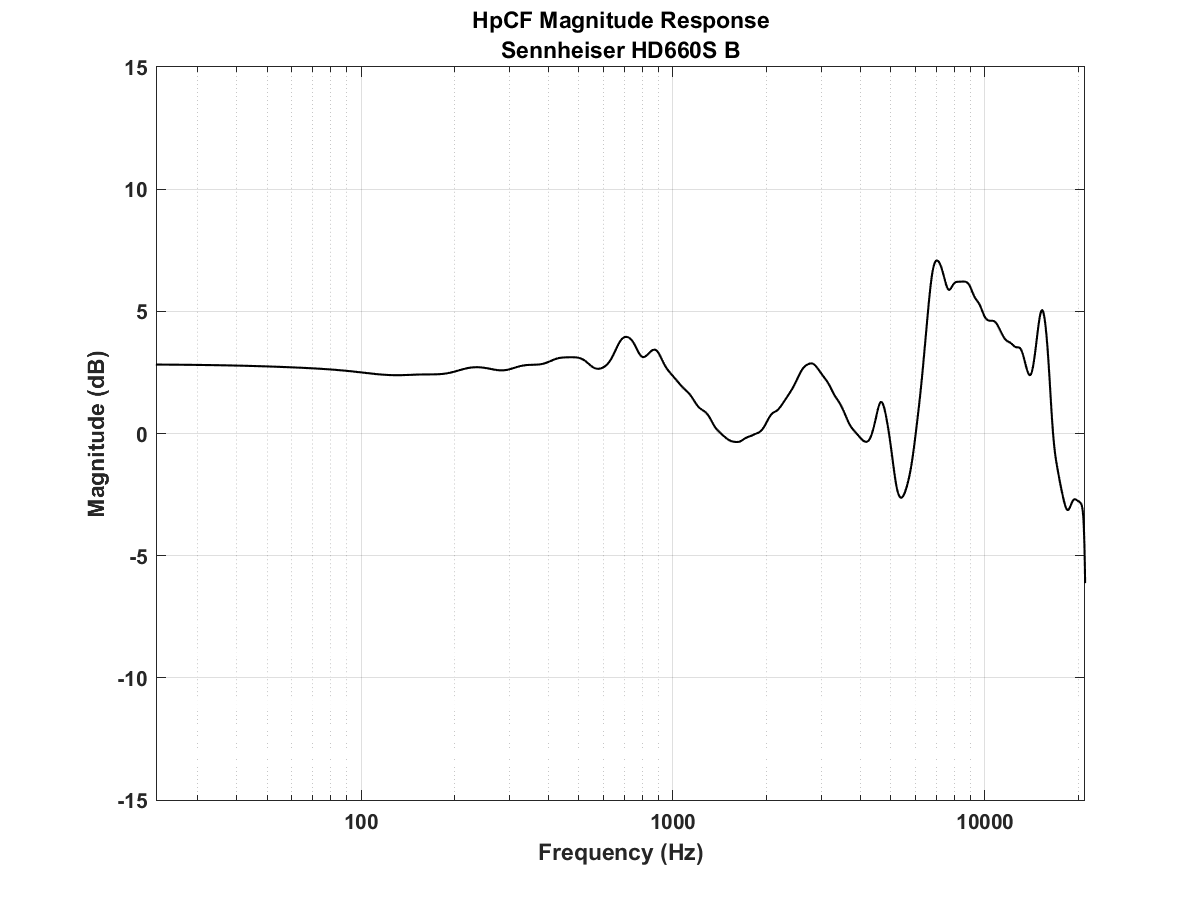 HpCF Magnitude Response
Sennheiser HD660S B
15
10
5
0
-5
-10
-15
Magnitude (dB)
100
1000
10000
Frequency (Hz)